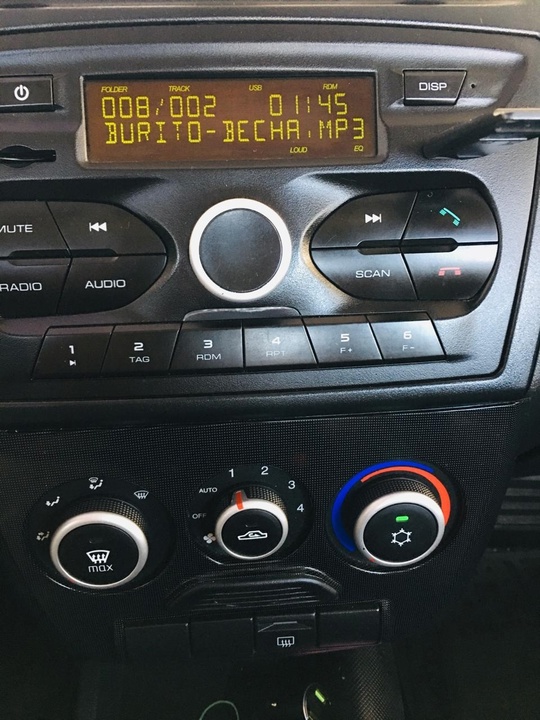 FOLDER TRACK USB RDM
008/002 01:45
BURITO-ВЕСНА.MP3
LOUD EQ
DISP
MUTE
RADIO AUDIO
SCAN
1 2 3 4 5 6
TAG RDM RPT F+ F-
AUTO 1 2 3 4
OFF
max